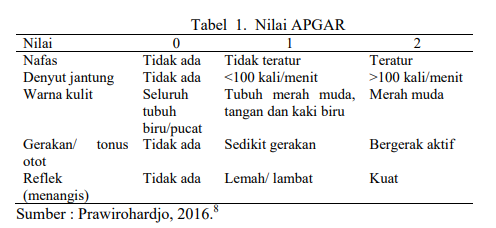 Tabel 1. Nilai APGAR
Nilai 0 1 2
Nafas Tidak ada Tidak teratur Teratur
Denyut jantung Tidak ada <100 kali/menit >100 kali/menit
Warna kulit Seluruh Tubuh merah muda, Merah muda
tubuh tangan dan kaki biru
biru/pucat
Gerakan/ tonus Tidak ada Sedikit gerakan Bergerak aktif
otot
Reflek Tidak ada Lemah/ lambat Kuat
(menangis)
Sumber : Prawirohardjo, 2016.8